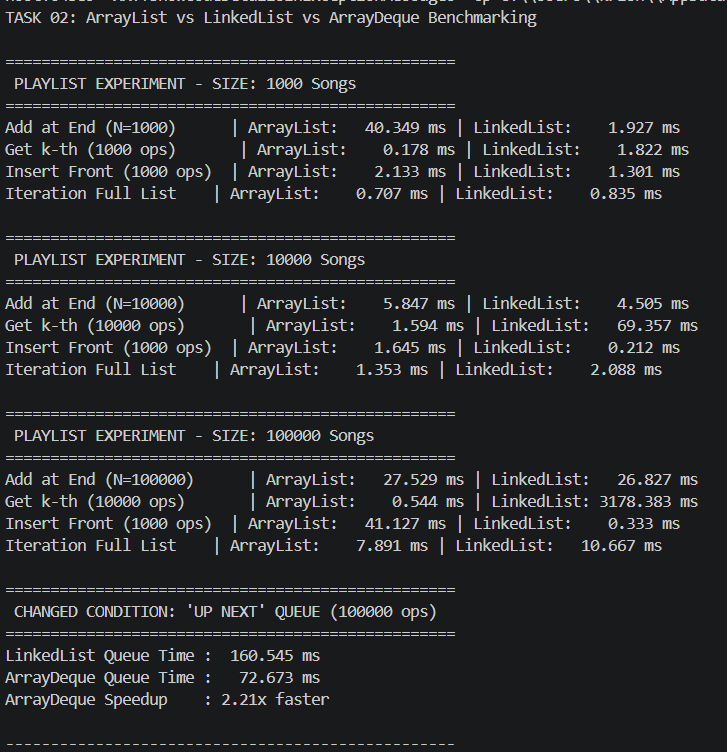 TASK 02: ArrayList vs LinkedList vs ArrayDeque Benchmarking
==================================================
 PLAYLIST EXPERIMENT - SIZE: 1000 Songs
==================================================
Add at End (N=1000)      | ArrayList:   40.349 ms | LinkedList:    1.927 ms
Get k-th (1000 ops)       | ArrayList:    0.178 ms | LinkedList:    1.822 ms
Insert Front (1000 ops)  | ArrayList:    2.133 ms | LinkedList:    1.301 ms
Iteration Full List    | ArrayList:    0.707 ms | LinkedList:    0.835 ms
==================================================
 PLAYLIST EXPERIMENT - SIZE: 10000 Songs
==================================================
Add at End (N=10000)      | ArrayList:    5.847 ms | LinkedList:    4.505 ms
Get k-th (10000 ops)       | ArrayList:    1.594 ms | LinkedList:   69.357 ms
Insert Front (1000 ops)  | ArrayList:    1.645 ms | LinkedList:    0.212 ms
Iteration Full List    | ArrayList:    1.353 ms | LinkedList:    2.088 ms
==================================================
 PLAYLIST EXPERIMENT - SIZE: 100000 Songs
==================================================
Add at End (N=100000)      | ArrayList:   27.529 ms | LinkedList:   26.827 ms
Get k-th (10000 ops)       | ArrayList:    0.544 ms | LinkedList: 3178.383 ms
Insert Front (1000 ops)  | ArrayList:   41.127 ms | LinkedList:    0.333 ms
Iteration Full List    | ArrayList:    7.891 ms | LinkedList:   10.667 ms
==================================================
 CHANGED CONDITION: 'UP NEXT' QUEUE (100000 ops)
==================================================
LinkedList Queue Time :  160.545 ms
ArrayDeque Queue Time :   72.673 ms
ArrayDeque Speedup    : 2.21x faster
--------------------------------------------------